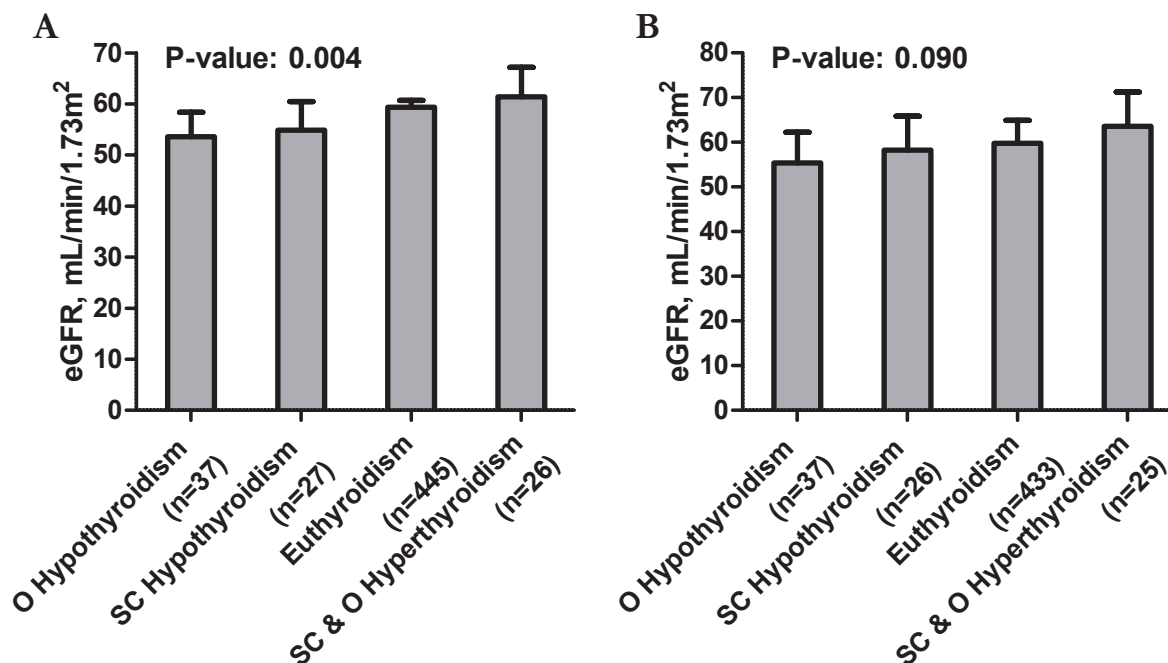 A
P-value: 0.004
eGFR, mL/min/1.73m²
70
60
50
40
30
20
10
0
O Hypothyroidism
(n=37)
SC Hypothyroidism
(n=27)
Euthyroidism
(n=445)
SC & O Hyperthyroidism
(n=26)
B
P-value: 0.090
eGFR, mL/min/1.73m²
80
70
60
50
40
30
20
10
0
O Hypothyroidism
(n=37)
SC Hypothyroidism
(n=26)
Euthyroidism
(n=433)
SC & O Hyperthyroidism
(n=25)